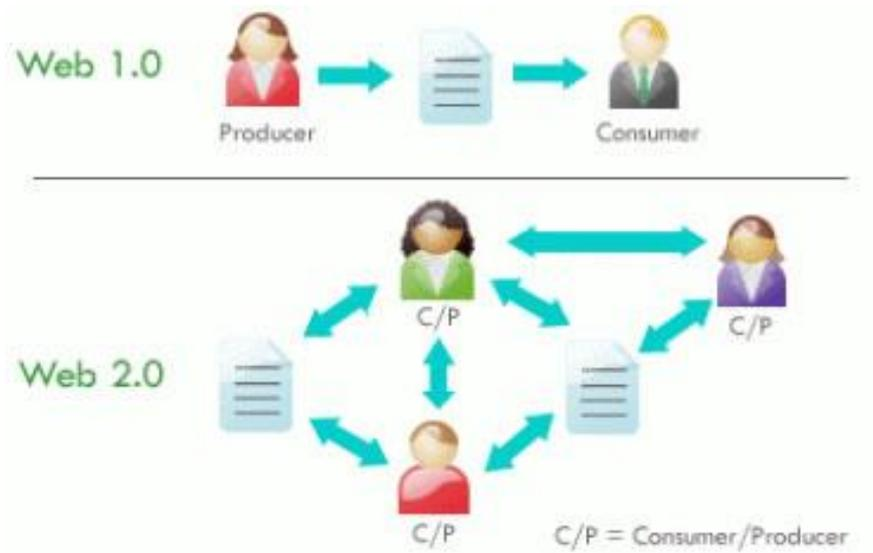 Web 1.0
Producer
Consumer
C/P
C/P
Web 2.0
C/P
C/P = Consumer/Producer